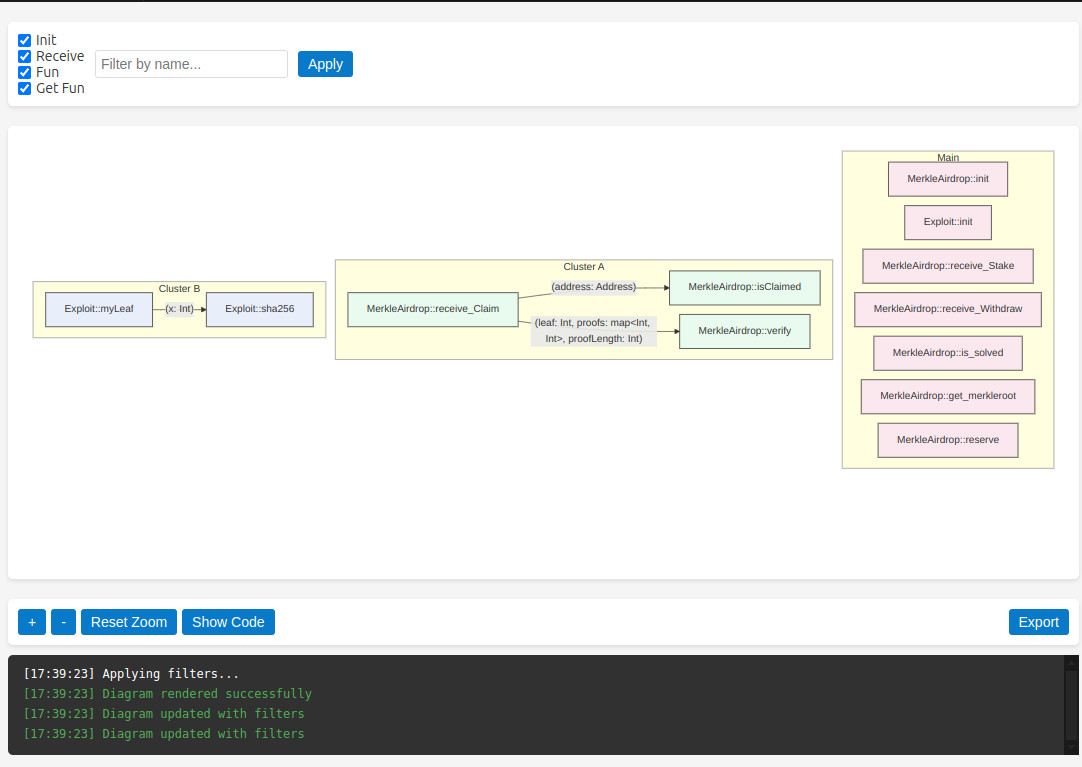 Init
Receive
Fun
Get Fun
Filter by name...
Apply
Cluster B
Exploit::myLeaf
(x: Int)
Exploit::sha256
Cluster A
MerkleAirdrop::receive_Claim
(address: Address)
MerkleAirdrop::isClaimed
(leaf: Int, proofs: map<Int,
Int>, proofLength: Int)
MerkleAirdrop::verify
Main
MerkleAirdrop::init
Exploit::init
MerkleAirdrop::receive_Stake
MerkleAirdrop::receive_Withdraw
MerkleAirdrop::is_solved
MerkleAirdrop::get_merkleroot
MerkleAirdrop::reserve
+
-
Reset Zoom
Show Code
Export
[17:39:23] Applying filters...
[17:39:23] Diagram rendered successfully
[17:39:23] Diagram updated with filters
[17:39:23] Diagram updated with filters